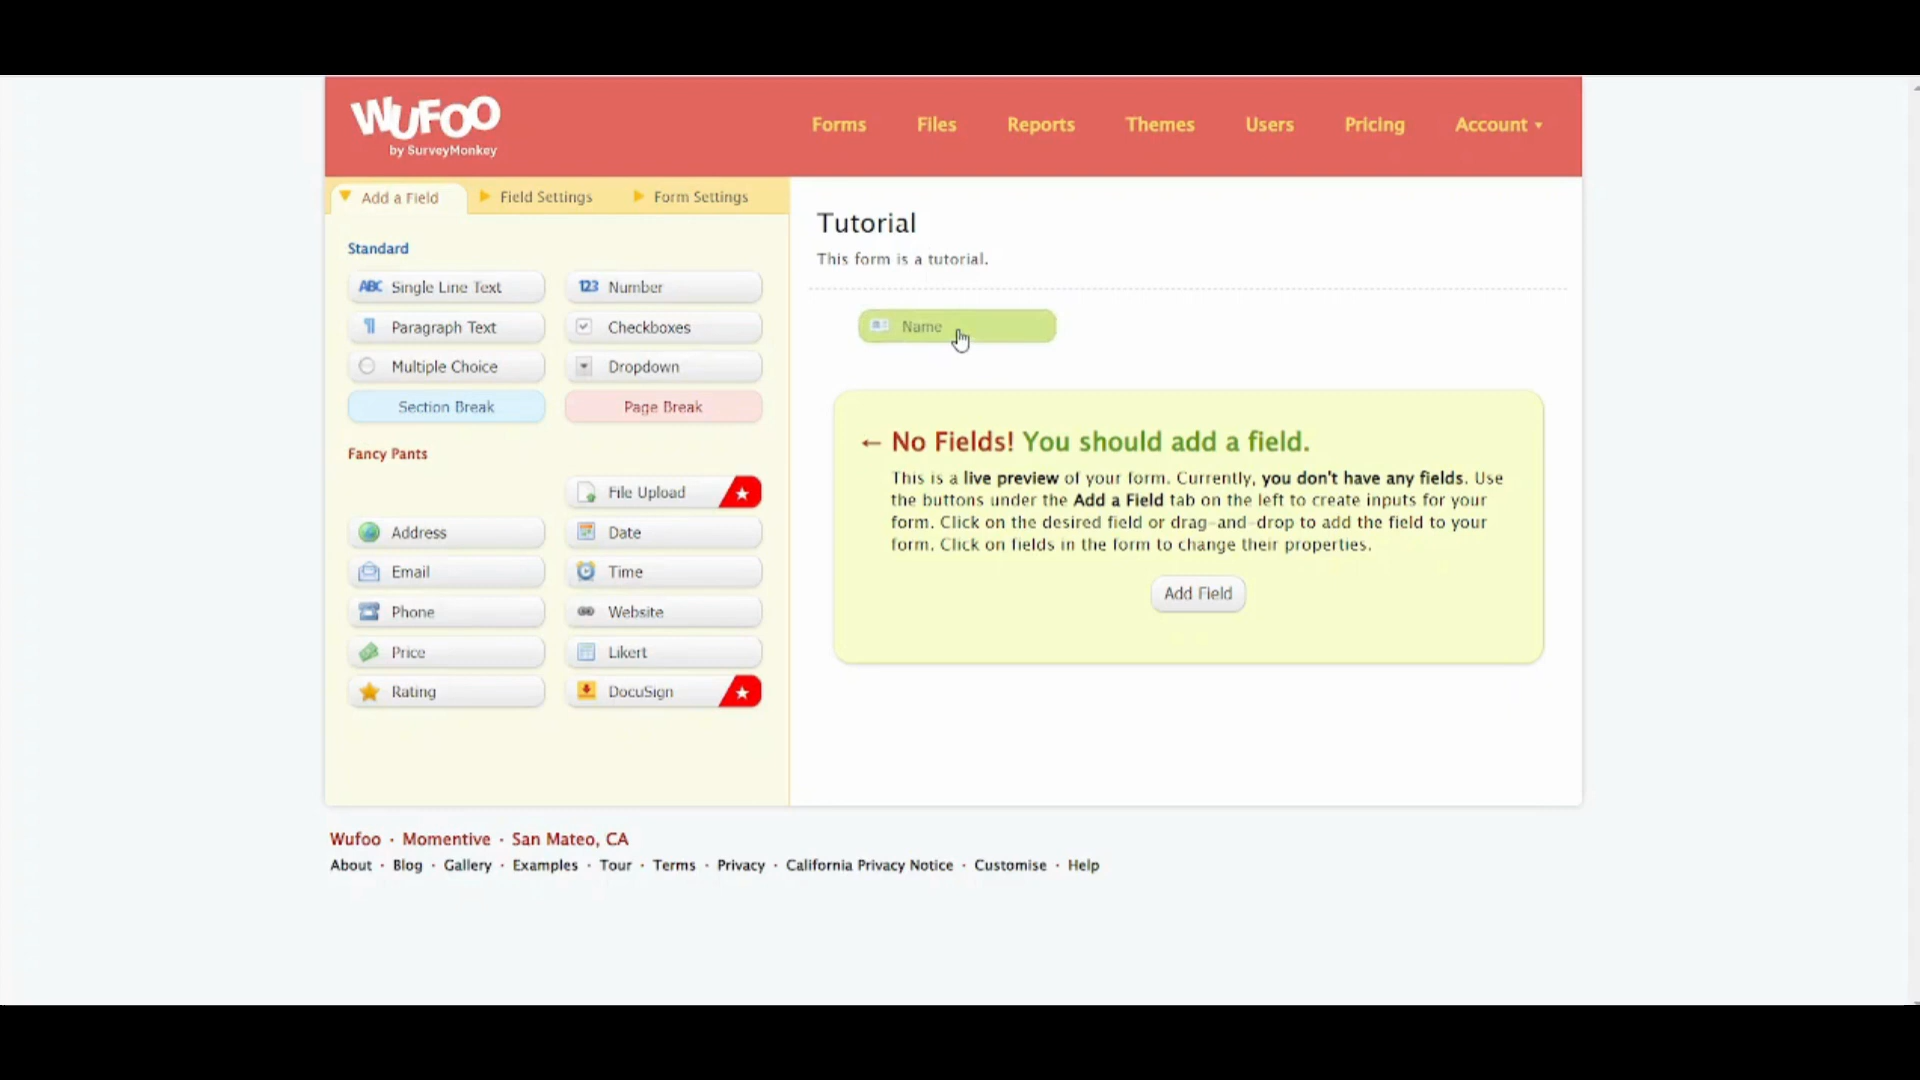 WUFOO
by SurveyMonkey
Forms Files Reports Themes Users Pricing Account
Add a Field Field Settings Form Settings
Standard
ABC Single Line Text 123 Number
Paragraph Text Checkboxes
Multiple Choice Dropdown
Section Break Page Break
Fancy Pants
File Upload
Address Date
Email Time
Phone Website
Price Likert
Rating DocuSign
Tutorial
This form is a tutorial.
Name
← No Fields! You should add a field.
This is a live preview of your form. Currently, you don't have any fields. Use
the buttons under the Add a Field tab on the left to create inputs for your
form. Click on the desired field or drag-and-drop to add the field to your
form. Click on fields in the form to change their properties.
Add Field
Wufoo · Momentive · San Mateo, CA
About · Blog · Gallery · Examples · Tour · Terms · Privacy · California Privacy Notice · Customise · Help